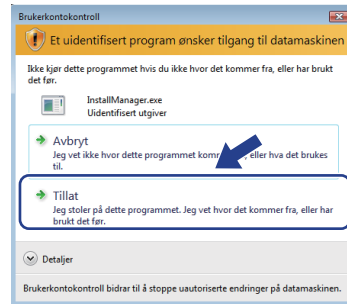 Brukerkontokontroll
Et uidentifisert program ønsker tilgang til datamaskinen
Ikke kjør dette programmet hvis du ikke hvor det kommer fra, eller har brukt
det før.
InstallManager.exe
Uidentifisert utgiver
Avbryt
Jeg vet ikke hvor dette programmet kommer fra, eller hva det brukes
til.
Tillat
Jeg stoler på dette programmet. Jeg vet hvor det kommer fra, eller har
brukt det før.
Detaljer
Brukerkontokontroll bidrar til å stoppe uautoriserte endringer på datamaskinen.